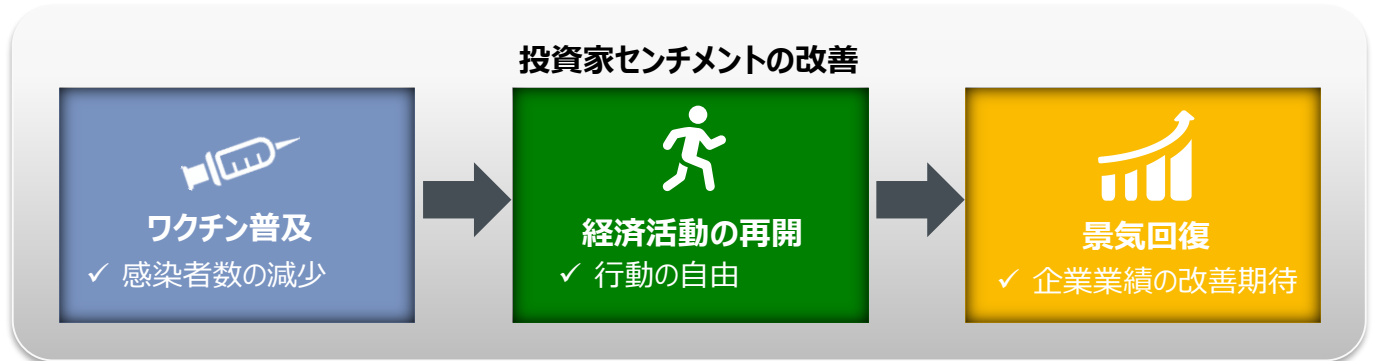 投資家センチメントの改善
ワクチン普及
✓ 感染者数の減少
経済活動の再開
✓ 行動の自由
景気回復
✓ 企業業績の改善期待